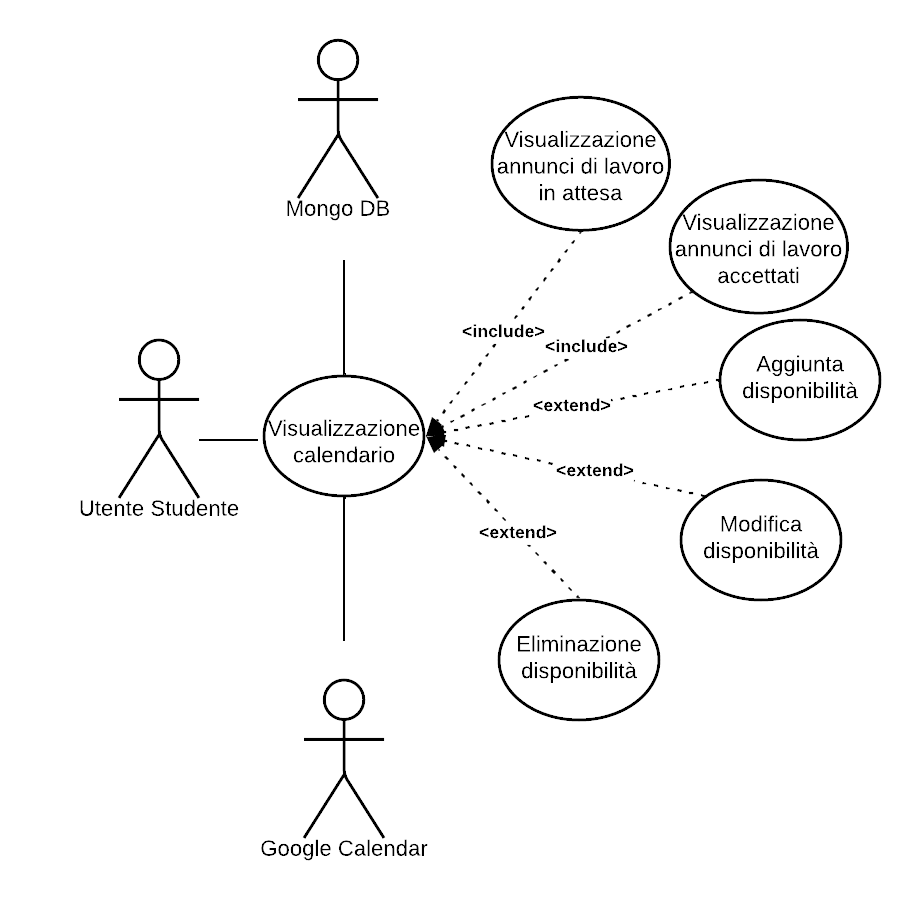 Mongo DB
Visualizzazione
annunci di lavoro
in attesa
Visualizzazione
annunci di lavoro
accettati
<include>
<include>
Aggiunta
disponibilità
<extend>
Visualizzazione
calendario
Utente Studente
<extend>
Modifica
disponibilità
<extend>
Eliminazione
disponibilità
Google Calendar